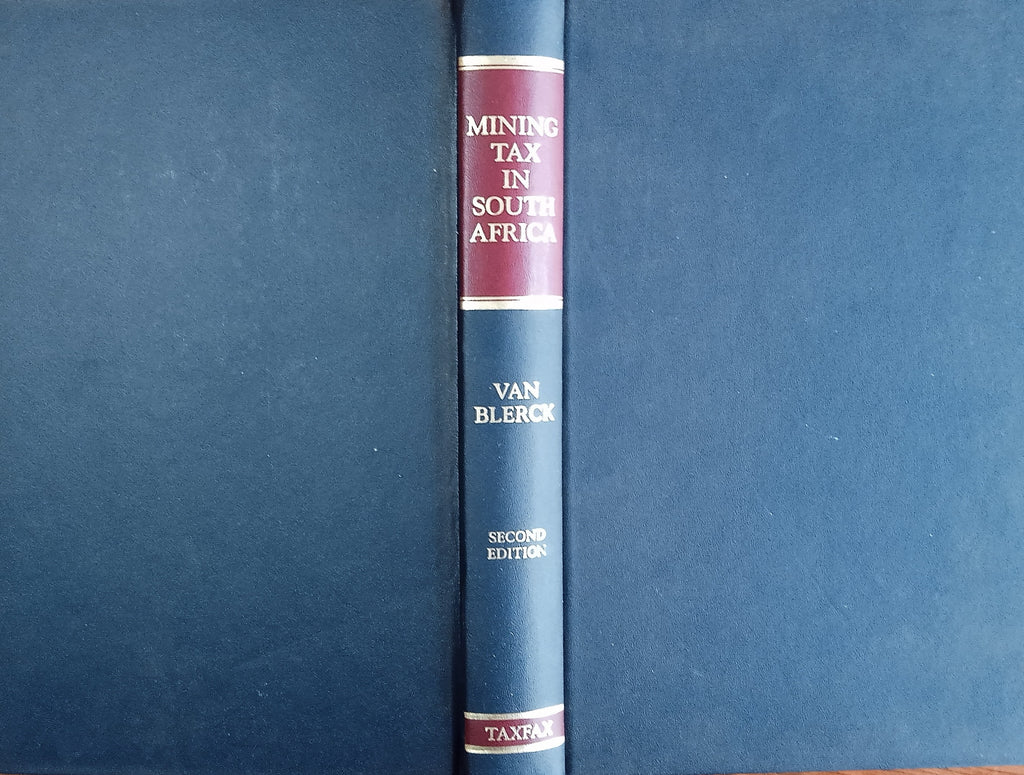 MINING
TAX
IN
SOUTH
AFRICA
VAN
BLERCK
SECOND
EDITION
TAXFAX